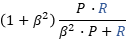 (1 + β²) P · R / β² · P + R